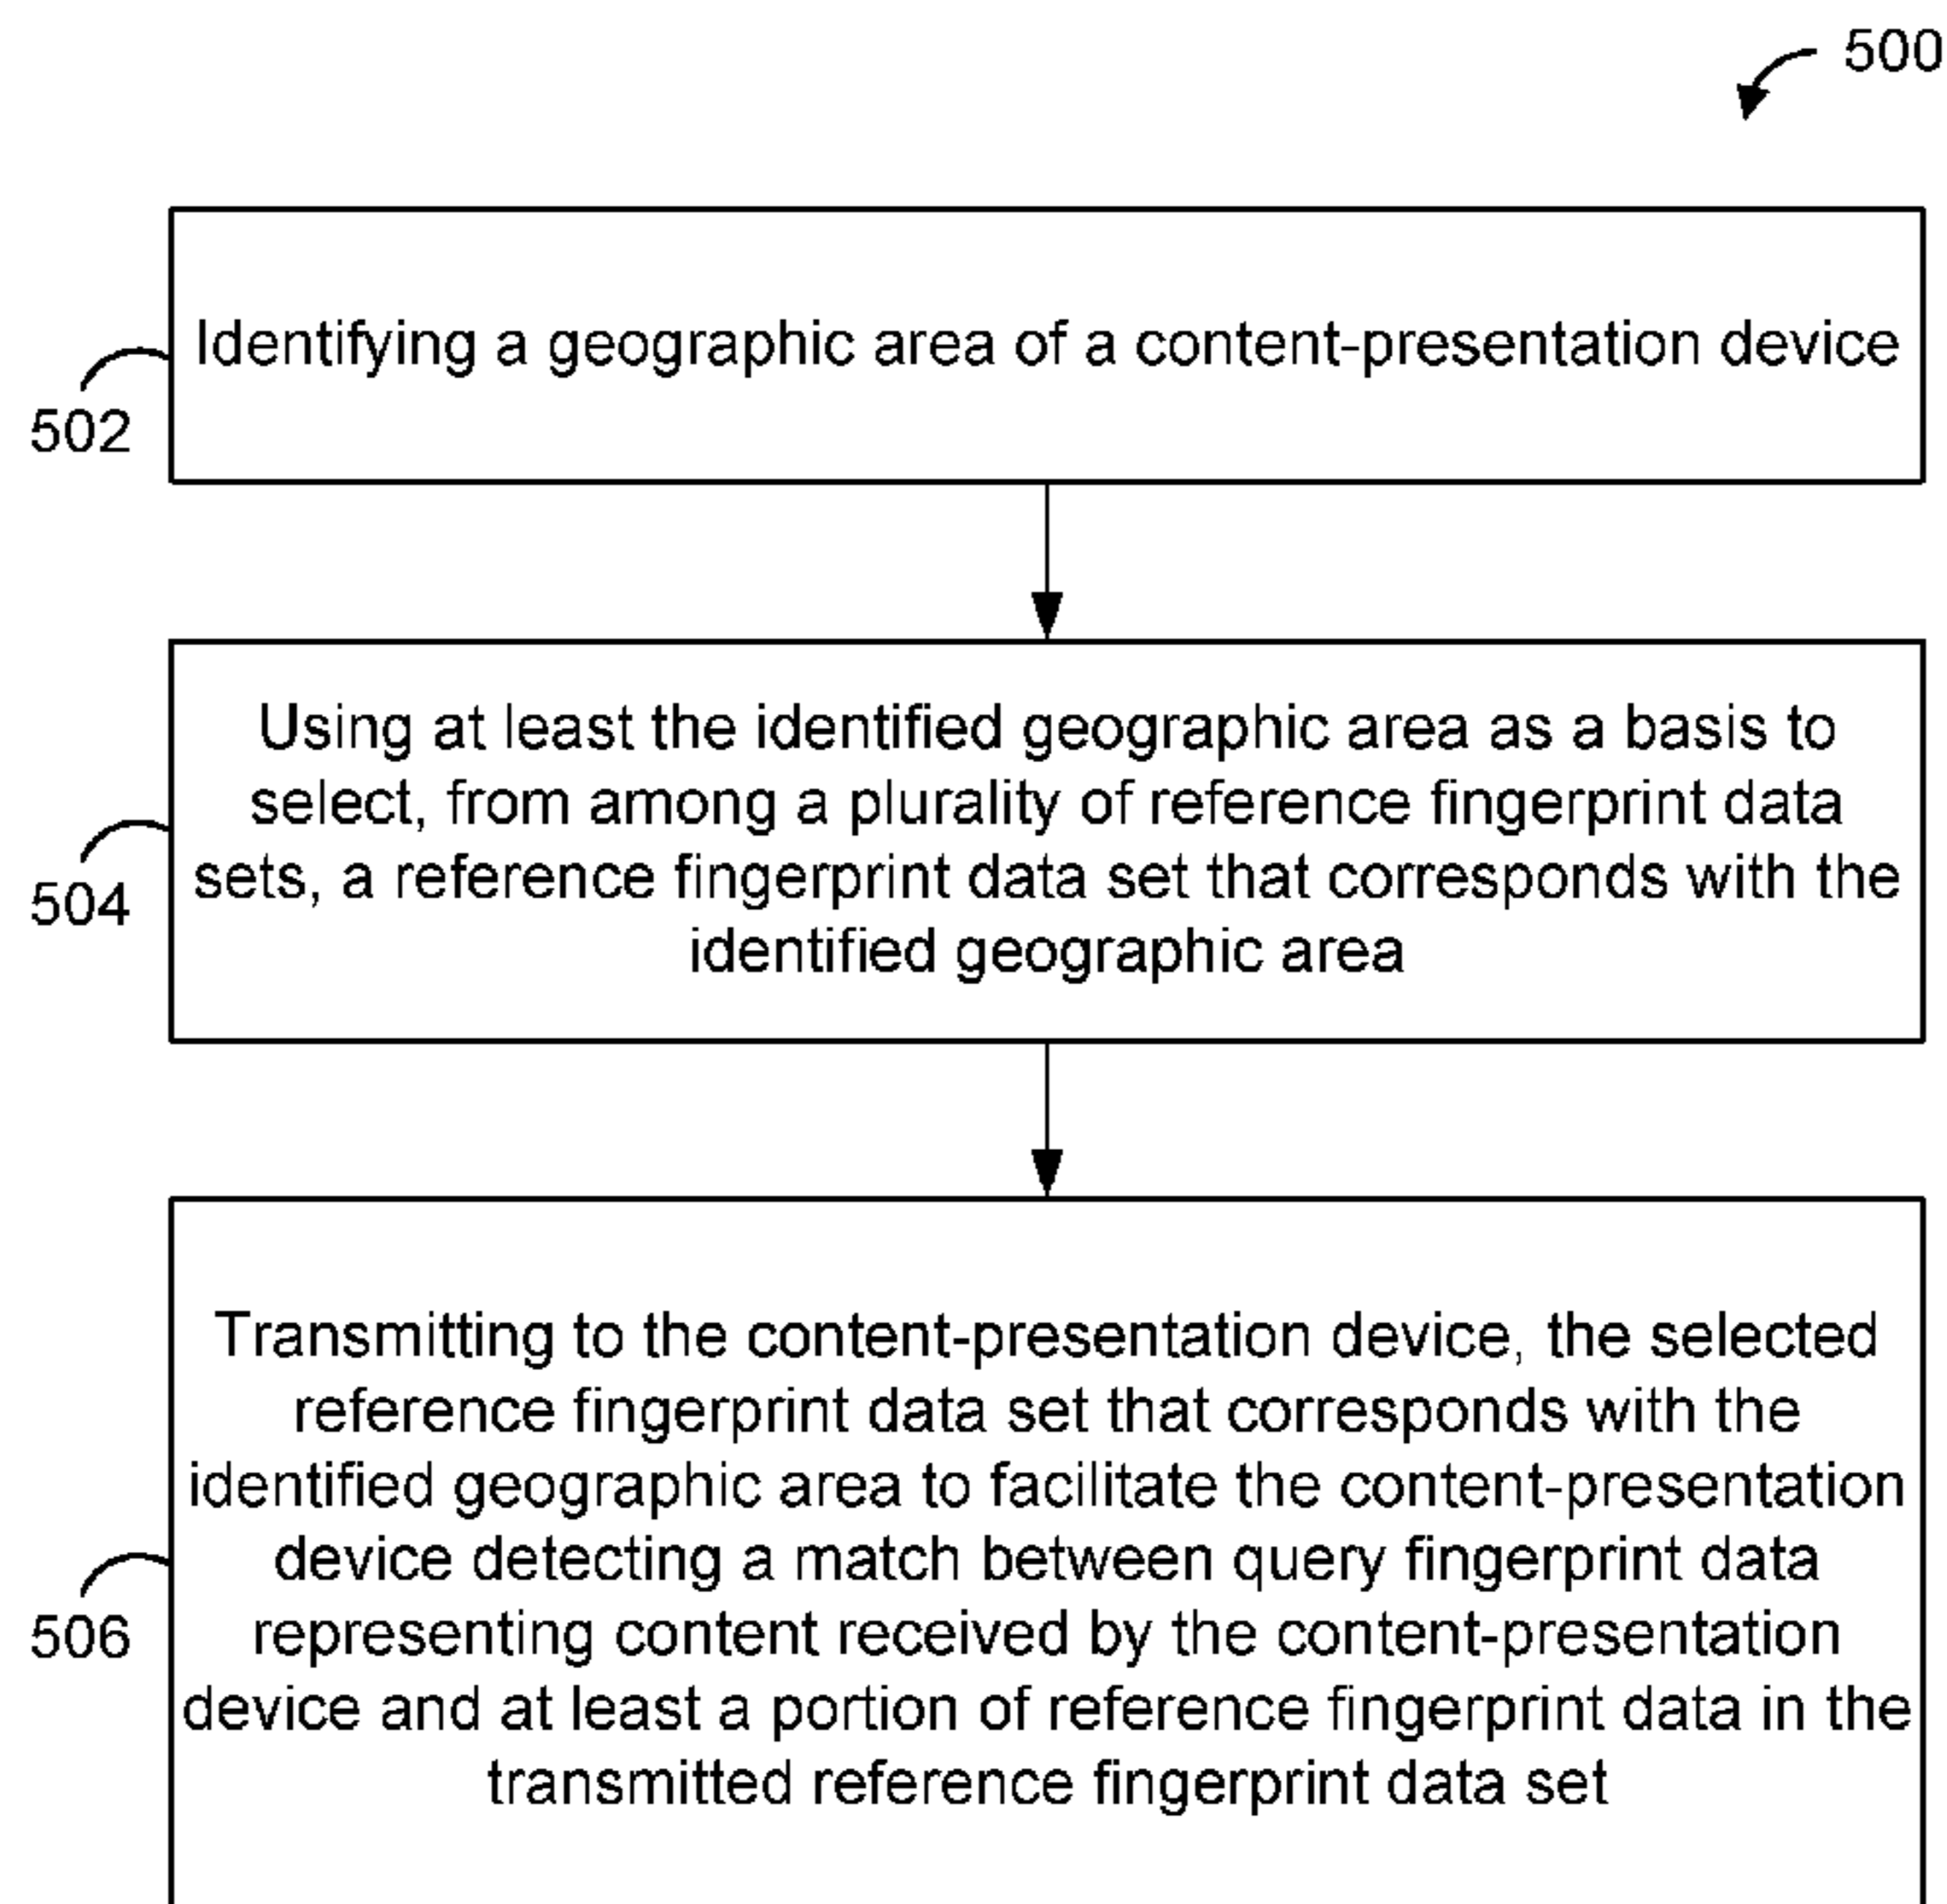 500
Identifying a geographic area of a content-presentation device
502
Using at least the identified geographic area as a basis to
select, from among a plurality of reference fingerprint data
sets, a reference fingerprint data set that corresponds with the
identified geographic area
504
Transmitting to the content-presentation device, the selected
reference fingerprint data set that corresponds with the
identified geographic area to facilitate the content-presentation
device detecting a match between query fingerprint data
representing content received by the content-presentation
device and at least a portion of reference fingerprint data in the
transmitted reference fingerprint data set
506